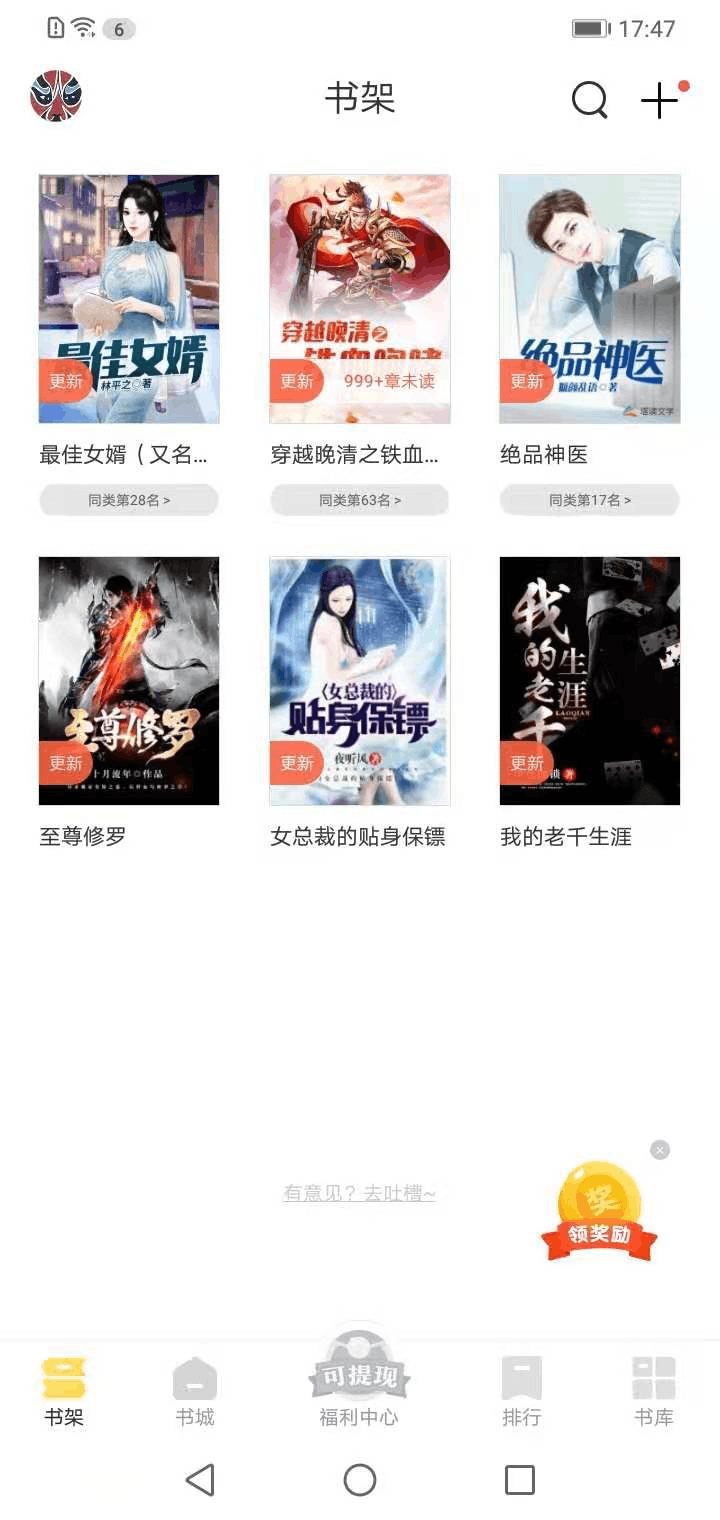 6
17:47
书架
最佳女婿
林平之◎著
更新
穿越晚清之
更新
999+章未读
绝品神医
更新
塔读文学
最佳女婿（又名...
穿越晚清之铁血...
绝品神医
同类第28名 >
同类第63名 >
同类第17名 >
至尊修罗
更新
十月流年◎作品
〈女总裁的〉
贴身保镖
夜听风 著
更新
我的老千生涯
LAOQIAN
更新
著
至尊修罗
女总裁的贴身保镖
我的老千生涯
有意见？去吐槽~
奖
领奖励
可提现
书架
书城
福利中心
排行
书库